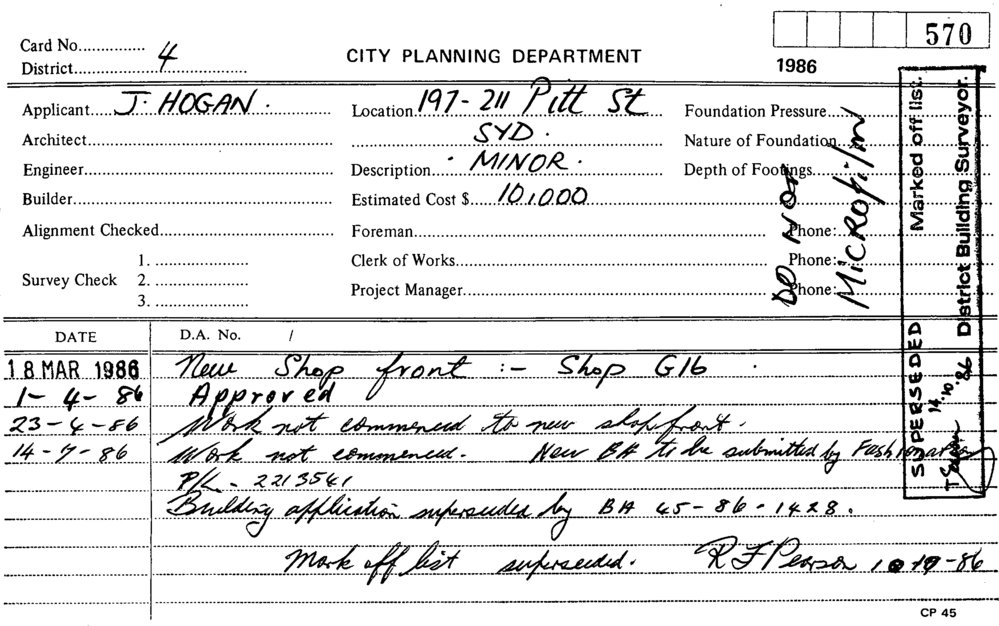 Card No............... 570
District 4 CITY PLANNING DEPARTMENT 1986
Applicant J. HOGAN. Location 197-211 Pitt St Foundation Pressure
Architect SYD. Nature of Foundation
Engineer Description MINOR. Depth of Footings
Builder Estimated Cost $ 10,000
Alignment Checked Foreman Phone:
1. Clerk of Works Phone:
Survey Check 2. Project Manager Phone:
3.
DO NOT
MICROfilm
SUPERSEDED Marked off list.
14.10.86 District Building Surveyor.
DATE D.A. No. /
18 MAR 1986 New Shop front :- Shop G16
1-4-86 Approved
23-4-86 Work not commenced to new shopfront.
14-7-86 Work not commenced. New BA to be submitted by
P/L - 2213541
Building application superseded by BA 45-86-1428.
Mark off list superseded. R F Pearson
CP 45